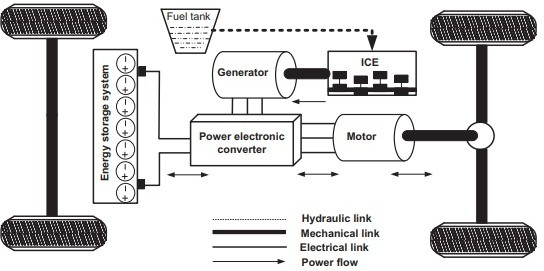 Fuel tank
ICE
Generator
Energy storage system
Power electronic
converter
Motor
Hydraulic link
Mechanical link
Electrical link
Power flow